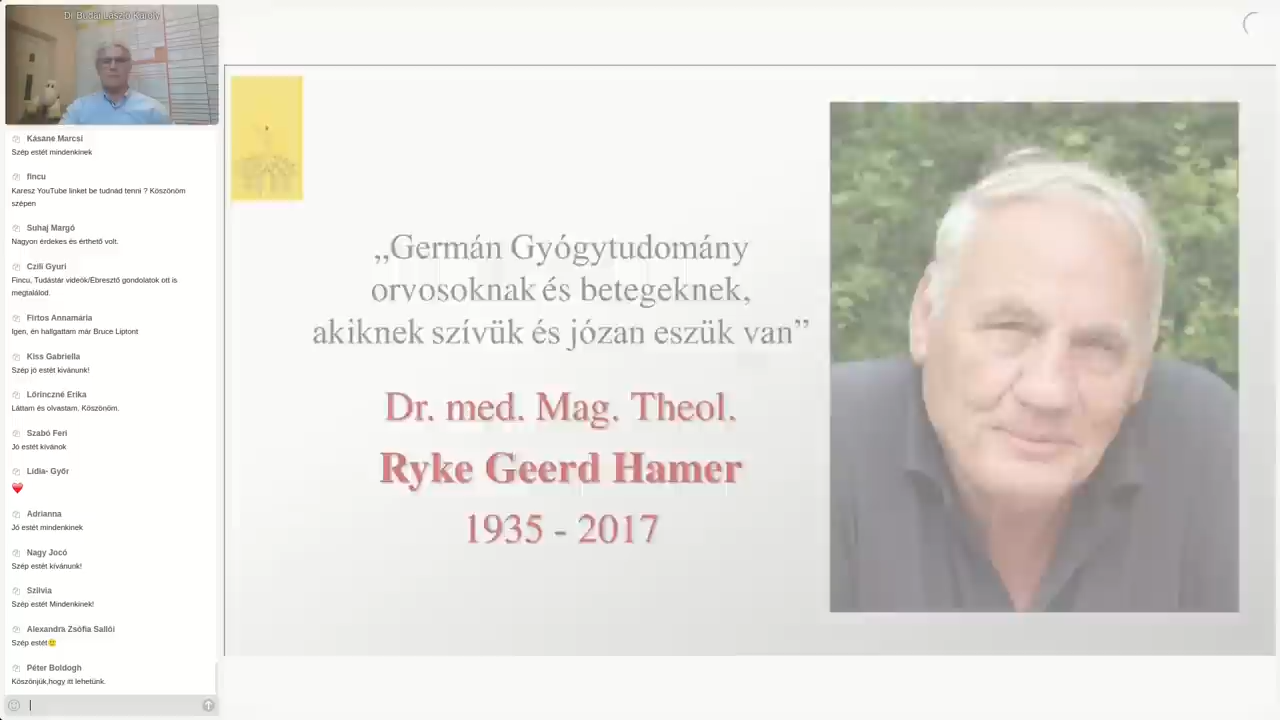 Dr Budai László Károly
Kásáné Marcsi
Szép estét mindenkinek
fincu
Karesz YouTube linket be tudnád tenni ? Köszönöm
szépen
Suhaj Margó
Nagyon érdekes és érthető volt.
Czili Gyuri
Fincu, Tudástár videók/Ébresztő gondolatok ott is
megtalálod.
Firtos Annamária
Igen, én hallgattam már Bruce Liptont
Kiss Gabriella
Szép jó estét kívánunk!
Lőrinczné Erika
Láttam és olvastam. Köszönöm.
Szabó Feri
Jó estét kívánok
Lídia- Győr
❤️
Adrianna
Jó estét mindenkinek
Nagy Jocó
Szép estét kívánunk!
Szilvia
Szép estét Mindenkinek!
Alexandra Zsófia Sallói
Szép estét🙂
Péter Boldogh
Köszönjük,hogy itt lehetünk.
„Germán Gyógytudomány
orvosoknak és betegeknek,
akiknek szívük és józan eszük van”
Dr. med. Mag. Theol.
Ryke Geerd Hamer
1935 - 2017